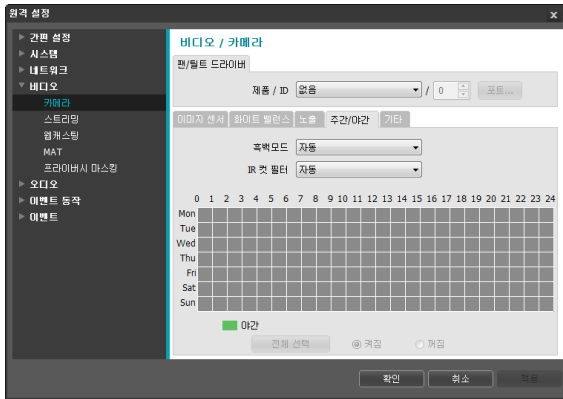 원격 설정 x
간편 설정
시스템
네트워크
비디오
카메라
스트리밍
웹캐스팅
MAT
프라이버시 마스킹
오디오
이벤트 동작
이벤트
비디오 / 카메라
팬/틸트 드라이버
제품 / ID 없음 / 0 포트...
이미지 센서 화이트 밸런스 노출 주간/야간 기타
흑백모드 자동
IR 컷 필터 자동
0 1 2 3 4 5 6 7 8 9 10 11 12 13 14 15 16 17 18 19 20 21 22 23 24
Mon
Tue
Wed
Thu
Fri
Sat
Sun
야간
전체 선택 켜짐 꺼짐
확인 취소 적용